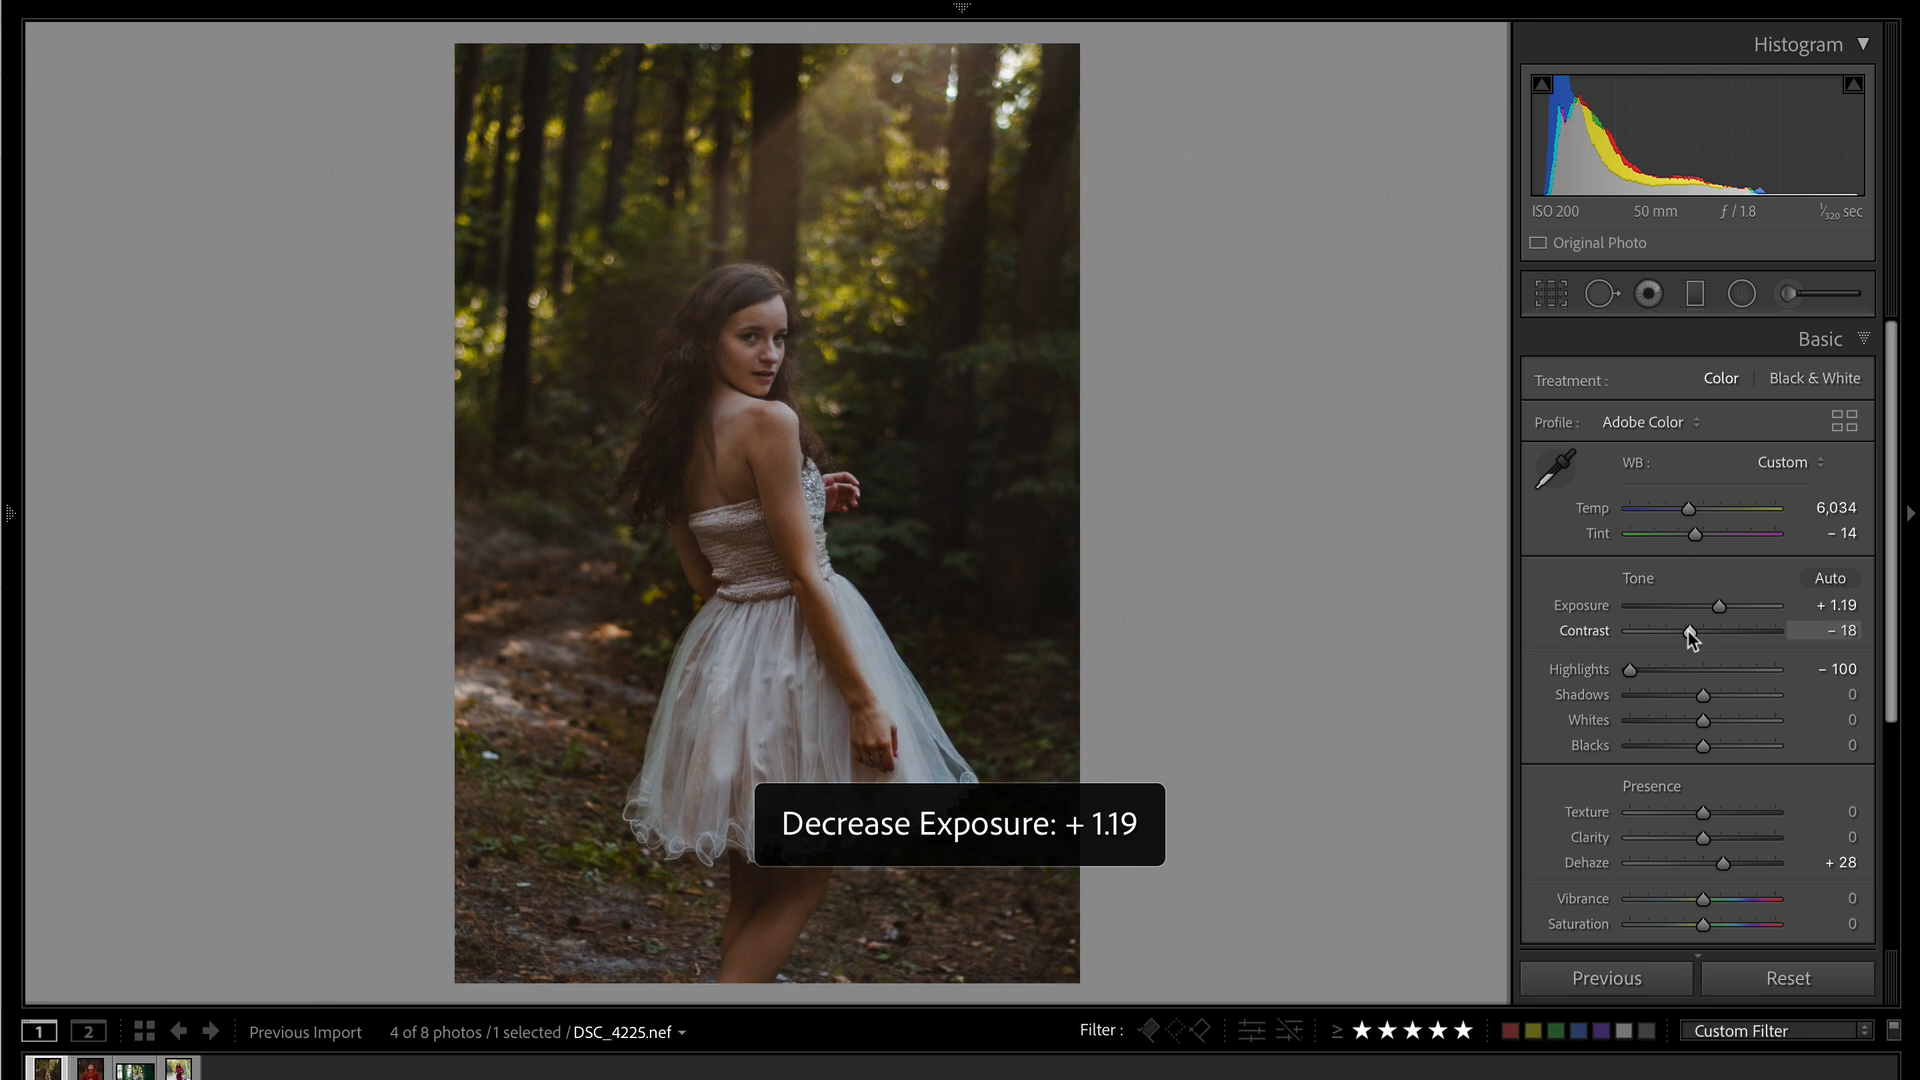 Histogram
ISO 200 50 mm ƒ / 1.8 1/320 sec
Original Photo
Basic
Treatment : Color Black & White
Profile : Adobe Color
WB : Custom
Temp 6,034
Tint – 14
Tone Auto
Exposure + 1.19
Contrast – 18
Highlights – 100
Shadows 0
Whites 0
Blacks 0
Presence
Texture 0
Clarity 0
Dehaze + 28
Vibrance 0
Saturation 0
Decrease Exposure: + 1.19
Previous Reset
1 2 Previous Import 4 of 8 photos / 1 selected / DSC_4225.nef Filter : ≥ ★ ★ ★ ★ ★ Custom Filter